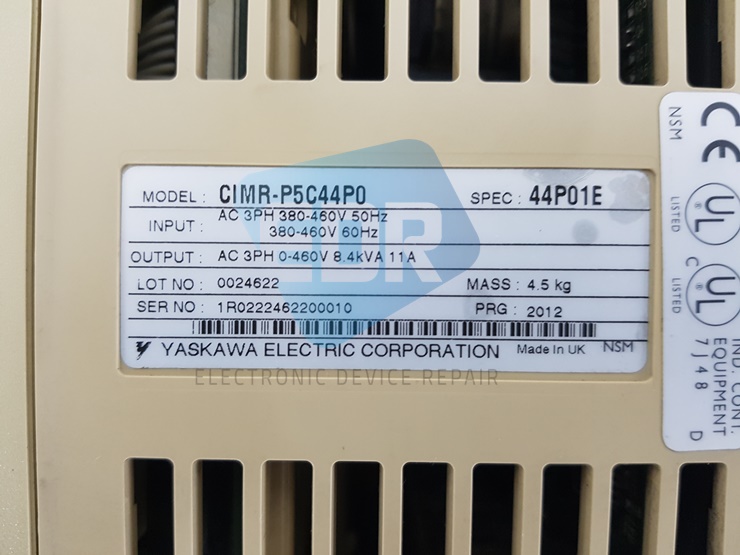 MODEL : CIMR-P5C44P0 SPEC : 44P01E
INPUT : AC 3PH 380-460V 50Hz
380-460V 60Hz
OUTPUT : AC 3PH 0-460V 8.4kVA 11A
LOT NO : 0024622 MASS : 4.5 kg
SER NO : 1R0222462200010 PRG : 2012
YASKAWA ELECTRIC CORPORATION Made In UK NSM
EDR
ELECTRONIC DEVICE REPAIR
NSM
CE
LISTED
UL
®
C
LISTED
UL
®
IND. CONT.
EQUIPMENT
7J48 D